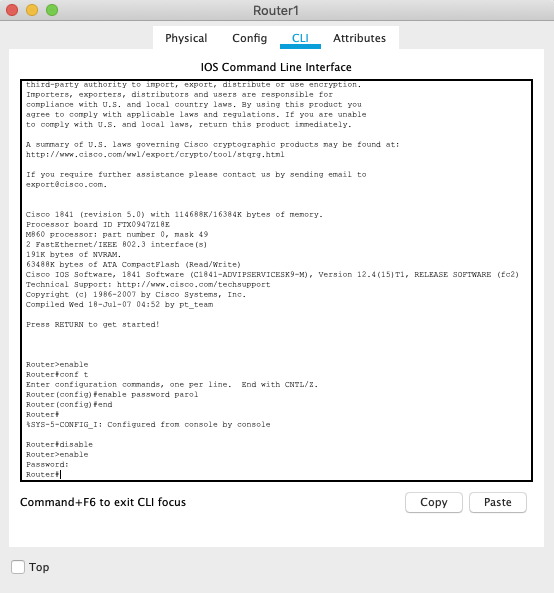 Router1
Physical Config CLI Attributes
IOS Command Line Interface
third-party authority to import, export, distribute or use encryption.
Importers, exporters, distributors and users are responsible for
compliance with U.S. and local country laws. By using this product you
agree to comply with applicable laws and regulations. If you are unable
to comply with U.S. and local laws, return this product immediately.
A summary of U.S. laws governing Cisco cryptographic products may be found at:
http://www.cisco.com/wwl/export/crypto/tool/stqrg.html
If you require further assistance please contact us by sending email to
export@cisco.com.
Cisco 1841 (revision 5.0) with 114688K/16384K bytes of memory.
Processor board ID FTX0947Z18E
M860 processor: part number 0, mask 49
2 FastEthernet/IEEE 802.3 interface(s)
191K bytes of NVRAM.
63488K bytes of ATA CompactFlash (Read/Write)
Cisco IOS Software, 1841 Software (C1841-ADVIPSERVICESK9-M), Version 12.4(15)T1, RELEASE SOFTWARE (fc2)
Technical Support: http://www.cisco.com/techsupport
Copyright (c) 1986-2007 by Cisco Systems, Inc.
Compiled Wed 18-Jul-07 04:52 by pt_team
Press RETURN to get started!
Router>enable
Router#conf t
Enter configuration commands, one per line.  End with CNTL/Z.
Router(config)#enable password parol
Router(config)#end
Router#
%SYS-5-CONFIG_I: Configured from console by console
Router#disable
Router>enable
Password:
Router#
Command+F6 to exit CLI focus
Copy Paste
Top